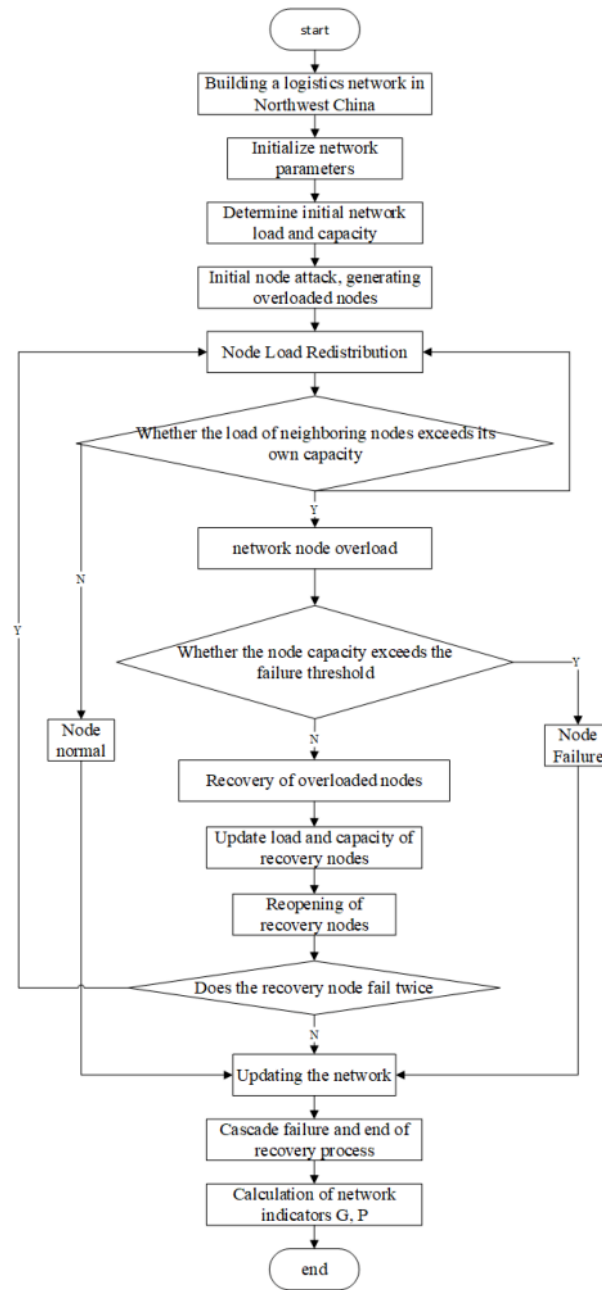 start
Building a logistics network in
Northwest China
Initialize network
parameters
Determine initial network
load and capacity
Initial node attack, generating
overloaded nodes
Node Load Redistribution
Whether the load of neighboring nodes exceeds its
own capacity
Y
network node overload
N
Y
Whether the node capacity exceeds the
failure threshold
Y
Node
normal
N
Node
Failure
Recovery of overloaded nodes
Update load and capacity of
recovery nodes
Reopening of
recovery nodes
Does the recovery node fail twice
N
Updating the network
Cascade failure and end of
recovery process
Calculation of network
indicators G, P
end